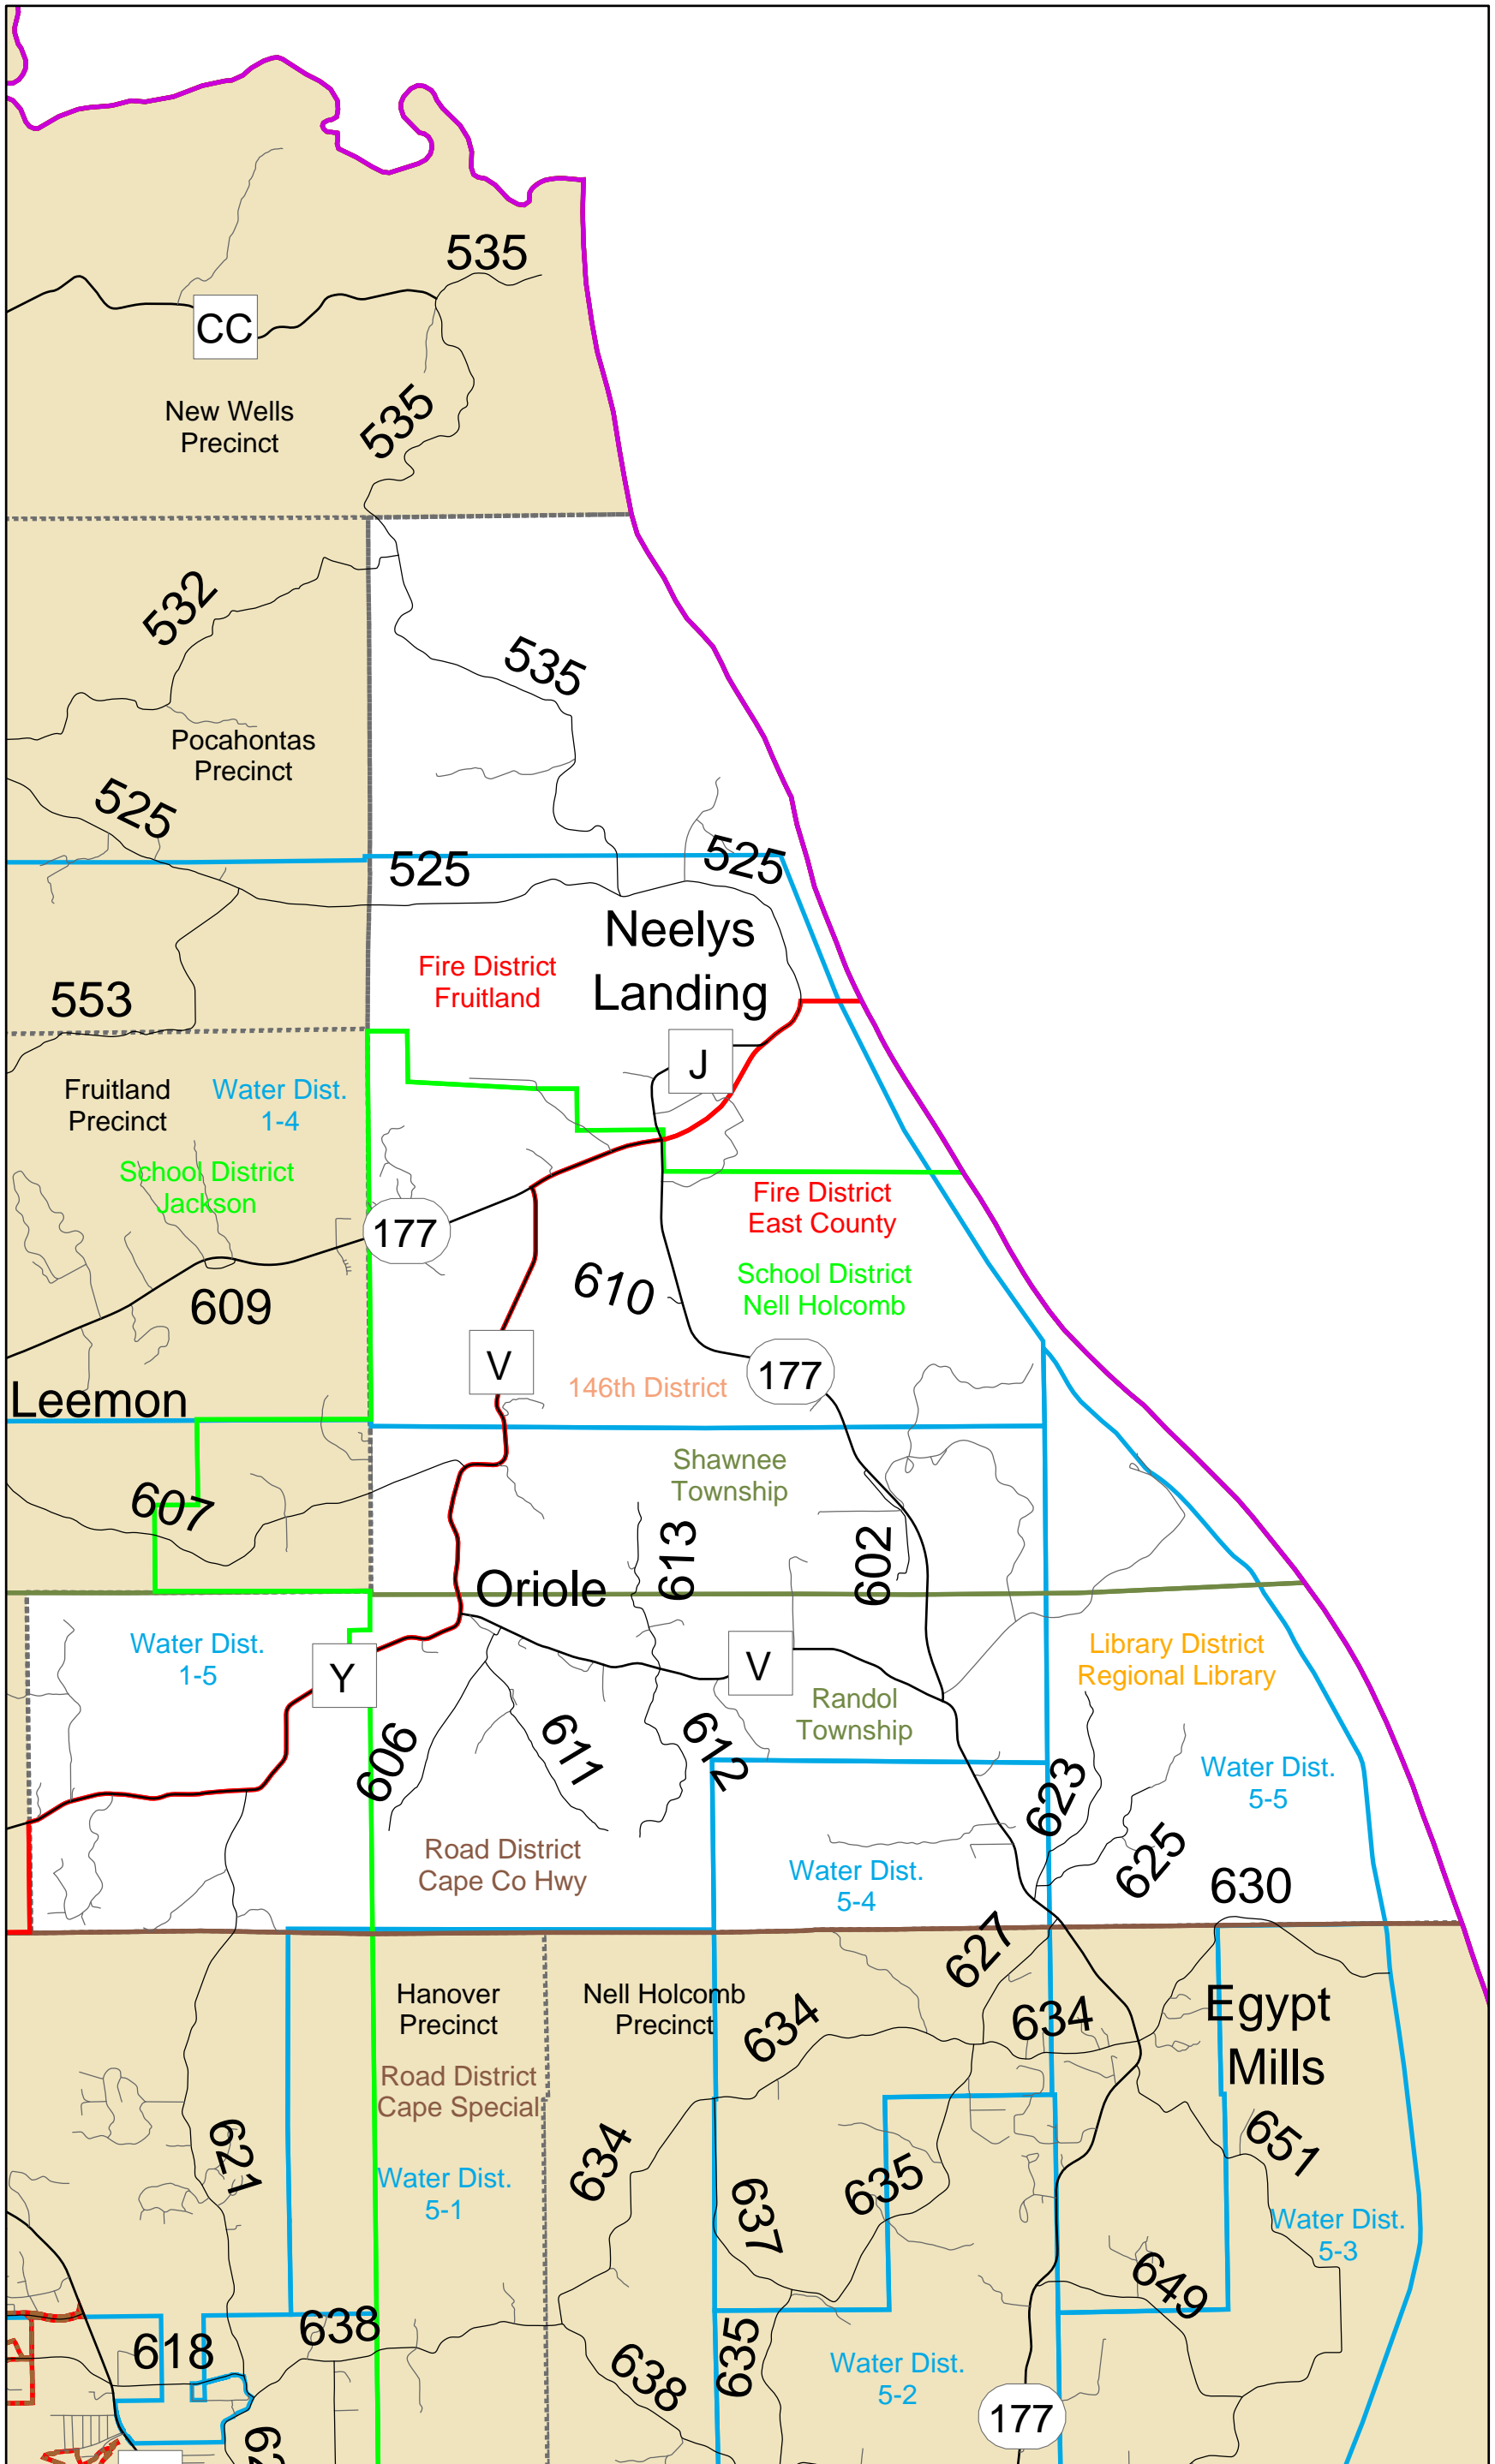 535
CC
New Wells
Precinct
535
532
535
Pocahontas
Precinct
525
525
525
Neelys
Landing
Fire District
Fruitland
553
J
Fruitland
Precinct
Water Dist.
1-4
School District
Jackson
Fire District
East County
177
School District
Nell Holcomb
610
609
V
177
146th District
Leemon
Shawnee
Township
607
613
602
Oriole
Water Dist.
1-5
Y
V
Library District
Regional Library
Randol
Township
606
611
612
623
Water Dist.
5-5
Road District
Cape Co Hwy
Water Dist.
5-4
625
630
627
Hanover
Precinct
Nell Holcomb
Precinct
634
634
Egypt
Mills
Road District
Cape Special
621
634
651
Water Dist.
5-1
637
635
Water Dist.
5-3
649
618
638
638
635
Water Dist.
5-2
177